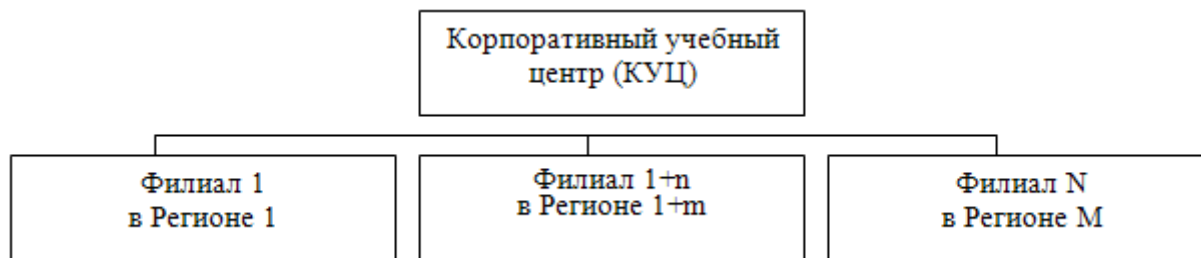 Корпоративный учебный
центр (КУЦ)
Филиал 1
в Регионе 1
Филиал 1+n
в Регионе 1+m
Филиал N
в Регионе M